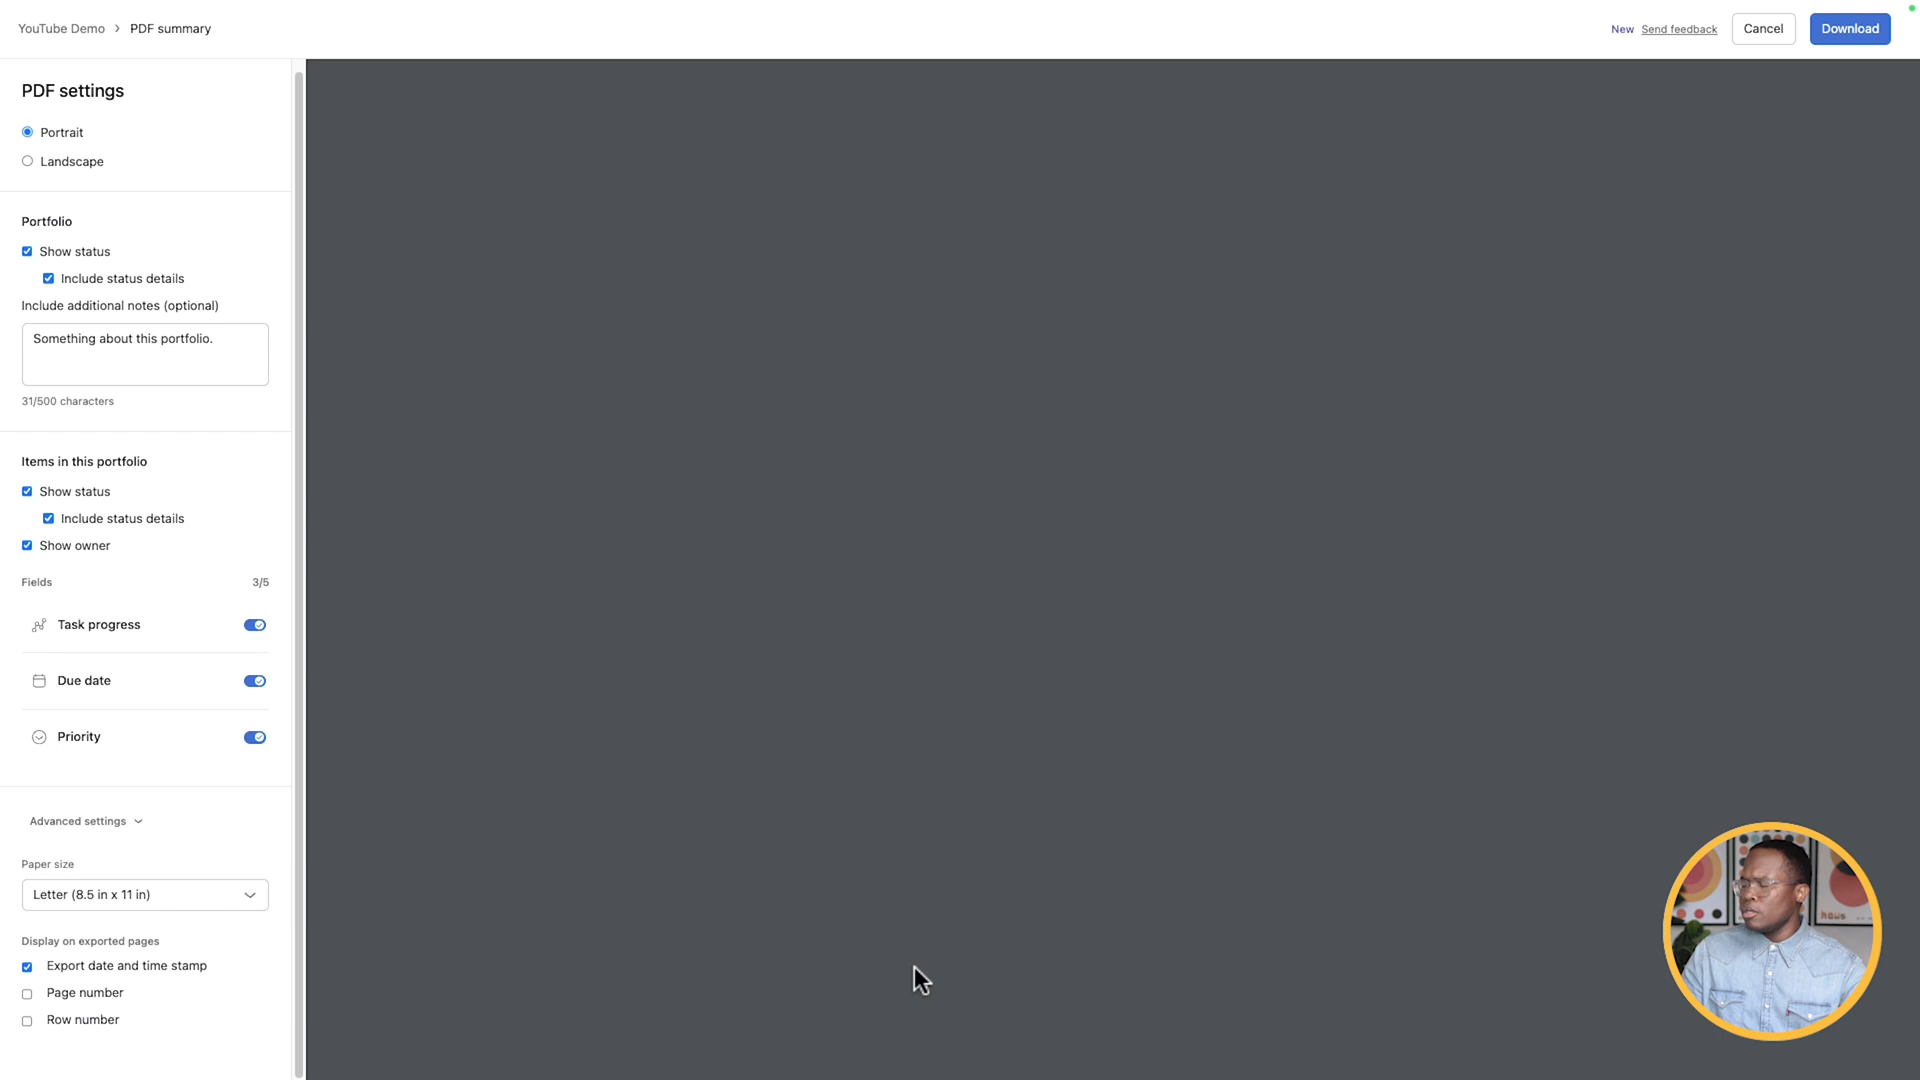 YouTube Demo > PDF summary
New Send feedback Cancel Download
PDF settings
Portrait
Landscape
Portfolio
Show status
Include status details
Include additional notes (optional)
Something about this portfolio.
31/500 characters
Items in this portfolio
Show status
Include status details
Show owner
Fields 3/5
Task progress
Due date
Priority
Advanced settings
Paper size
Letter (8.5 in x 11 in)
Display on exported pages
Export date and time stamp
Page number
Row number
haus